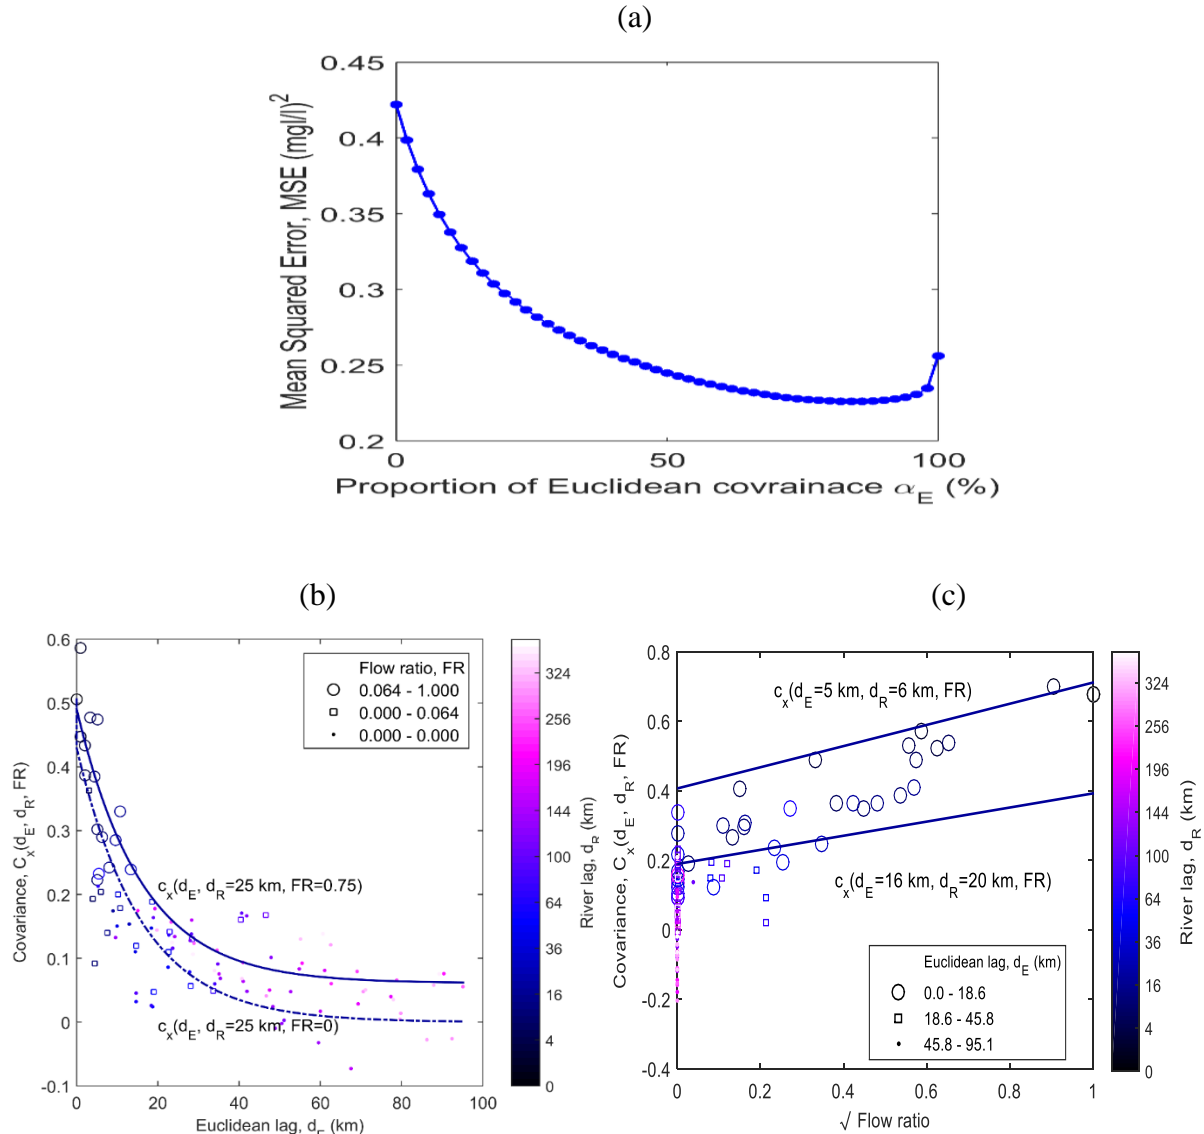 (a)
0.45
0.4
0.35
0.3
0.25
0.2
Mean Squared Error, MSE (mgl/l)^2
0 50 100
Proportion of Euclidean covrainace α_E (%)
(b)
0.6
0.5
0.4
0.3
0.2
0.1
0
-0.1
Covariance, C_x(d_E, d_R, FR)
Flow ratio, FR
0.064 - 1.000
0.000 - 0.064
0.000 - 0.000
c_x(d_E, d_R=25 km, FR=0.75)
c_x(d_E, d_R=25 km, FR=0)
0 20 40 60 80 100
Euclidean lag, d_E (km)
324
256
196
144
100
64
36
16
4
0
River lag, d_R (km)
(c)
0.8
0.6
0.4
0.2
0
-0.2
-0.4
Covariance, C_x(d_E, d_R, FR)
c_x(d_E=5 km, d_R=6 km, FR)
c_x(d_E=16 km, d_R=20 km, FR)
Euclidean lag, d_E (km)
0.0 - 18.6
18.6 - 45.8
45.8 - 95.1
0 0.2 0.4 0.6 0.8 1
√ Flow ratio
324
256
196
144
100
64
36
16
4
0
River lag, d_R (km)